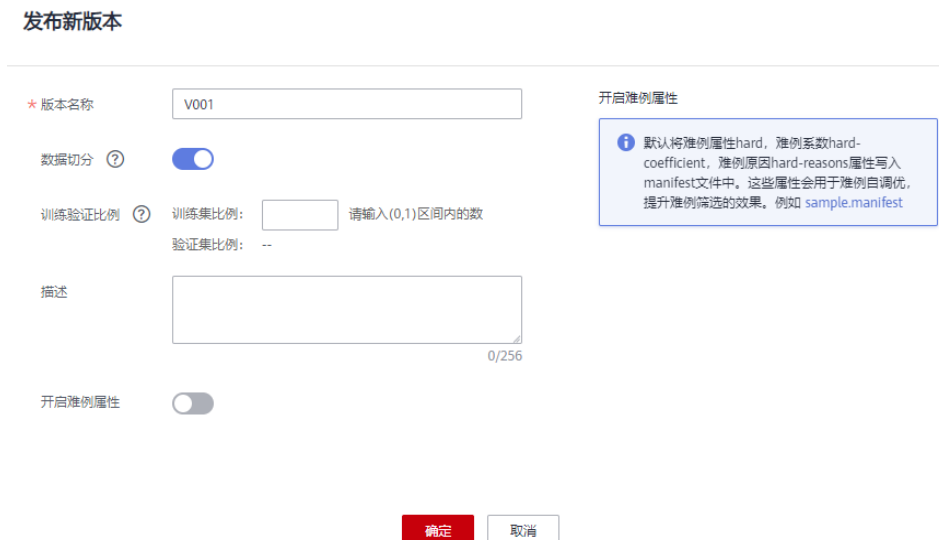 发布新版本
* 版本名称
V001
数据切分 ?
训练验证比例 ?
训练集比例：
请输入(0,1)区间内的数
验证集比例： --
描述
0/256
开启难例属性
开启难例属性
默认将难例属性hard，难例系数hard-
coefficient，难例原因hard-reasons属性写入
manifest文件中。这些属性会用于难例自调优，
提升难例筛选的效果。例如 sample.manifest
确定
取消